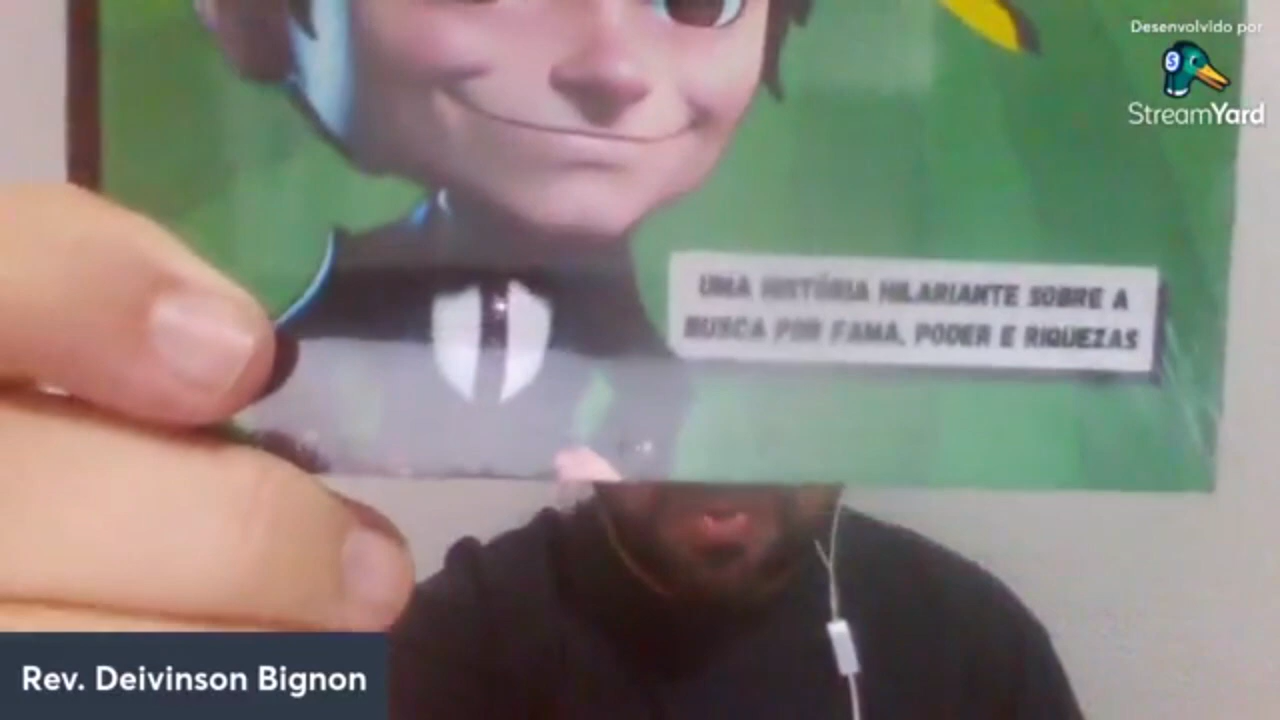 Desenvolvido por
StreamYard
UMA HISTÓRIA HILARIANTE SOBRE A
BUSCA POR FAMA, PODER E RIQUEZAS
Rev. Deivinson Bignon